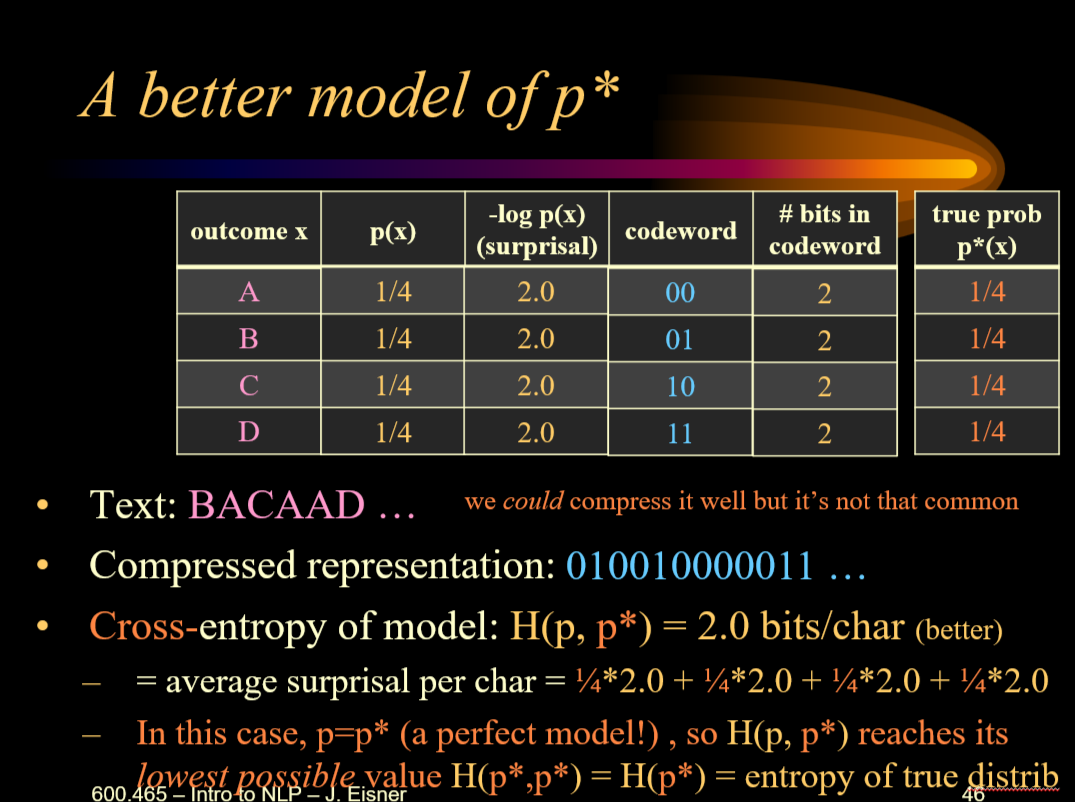 A better model of p*
outcome x p(x) -log p(x) (surprisal) codeword # bits in codeword true prob p*(x)
A 1/4 2.0 00 2 1/4
B 1/4 2.0 01 2 1/4
C 1/4 2.0 10 2 1/4
D 1/4 2.0 11 2 1/4
• Text: BACAAD … we could compress it well but it’s not that common
• Compressed representation: 010010000011 …
• Cross-entropy of model: H(p, p*) = 2.0 bits/char (better)
– = average surprisal per char = ¼*2.0 + ¼*2.0 + ¼*2.0 + ¼*2.0
– In this case, p=p* (a perfect model!) , so H(p, p*) reaches its
lowest possible value H(p*,p*) = H(p*) = entropy of true distrib
600.465 – Intro to NLP – J. Eisner 46